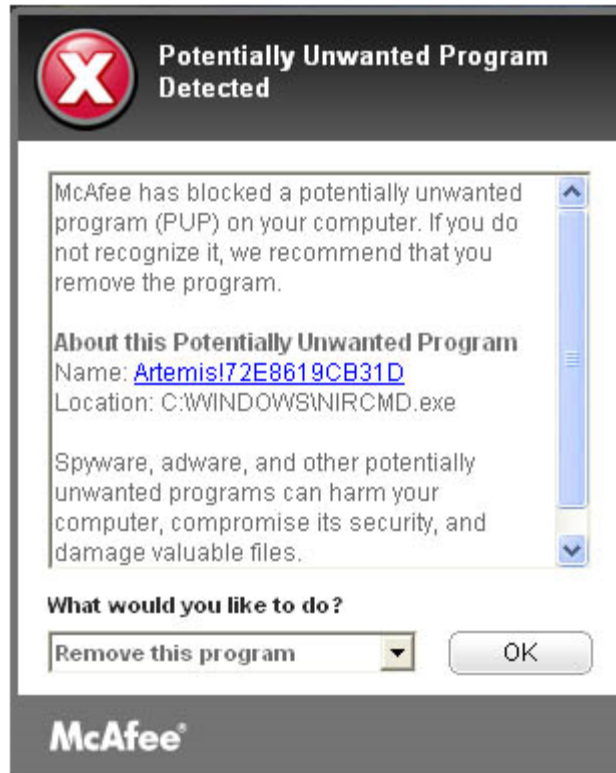 Potentially Unwanted Program
Detected
McAfee has blocked a potentially unwanted
program (PUP) on your computer. If you do
not recognize it, we recommend that you
remove the program.
About this Potentially Unwanted Program
Name: Artemis!72E8619CB31D
Location: C:\WINDOWS\NIRCMD.exe
Spyware, adware, and other potentially
unwanted programs can harm your
computer, compromise its security, and
damage valuable files.
What would you like to do?
Remove this program
OK
McAfee®